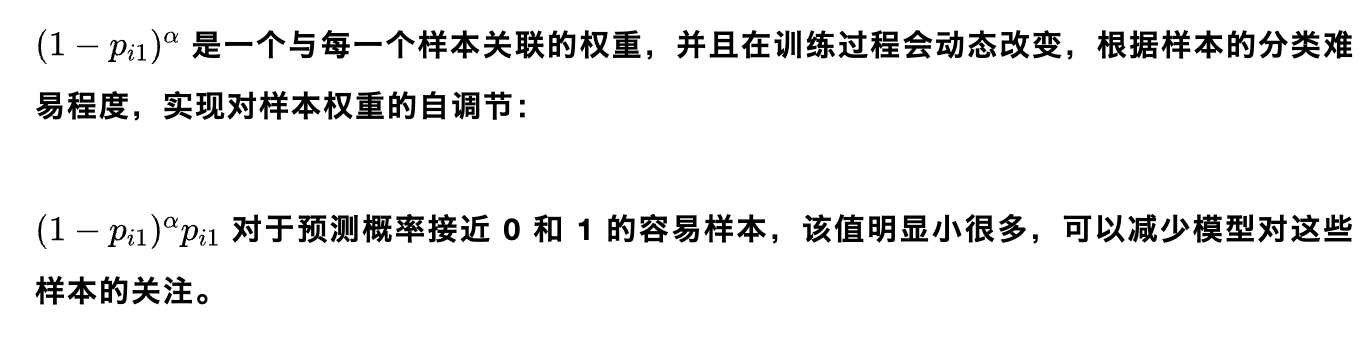 $(1 - p_{i1})^{\alpha}$ 是一个与每一个样本关联的权重，并且在训练过程会动态改变，根据样本的分类难
易程度，实现对样本权重的自调节：
$(1 - p_{i1})^{\alpha} p_{i1}$ 对于预测概率接近 0 和 1 的容易样本，该值明显小很多，可以减少模型对这些
样本的关注。